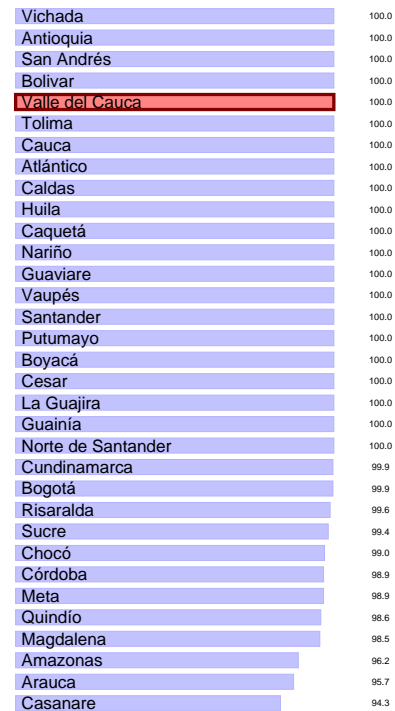 Vichada 100.0
Antioquia 100.0
San Andrés 100.0
Bolivar 100.0
Valle del Cauca 100.0
Tolima 100.0
Cauca 100.0
Atlántico 100.0
Caldas 100.0
Huila 100.0
Caquetá 100.0
Nariño 100.0
Guaviare 100.0
Vaupés 100.0
Santander 100.0
Putumayo 100.0
Boyacá 100.0
Cesar 100.0
La Guajira 100.0
Guainía 100.0
Norte de Santander 100.0
Cundinamarca 99.9
Bogotá 99.9
Risaralda 99.6
Sucre 99.4
Chocó 99.0
Córdoba 98.9
Meta 98.9
Quindío 98.6
Magdalena 98.5
Amazonas 96.2
Arauca 95.7
Casanare 94.3